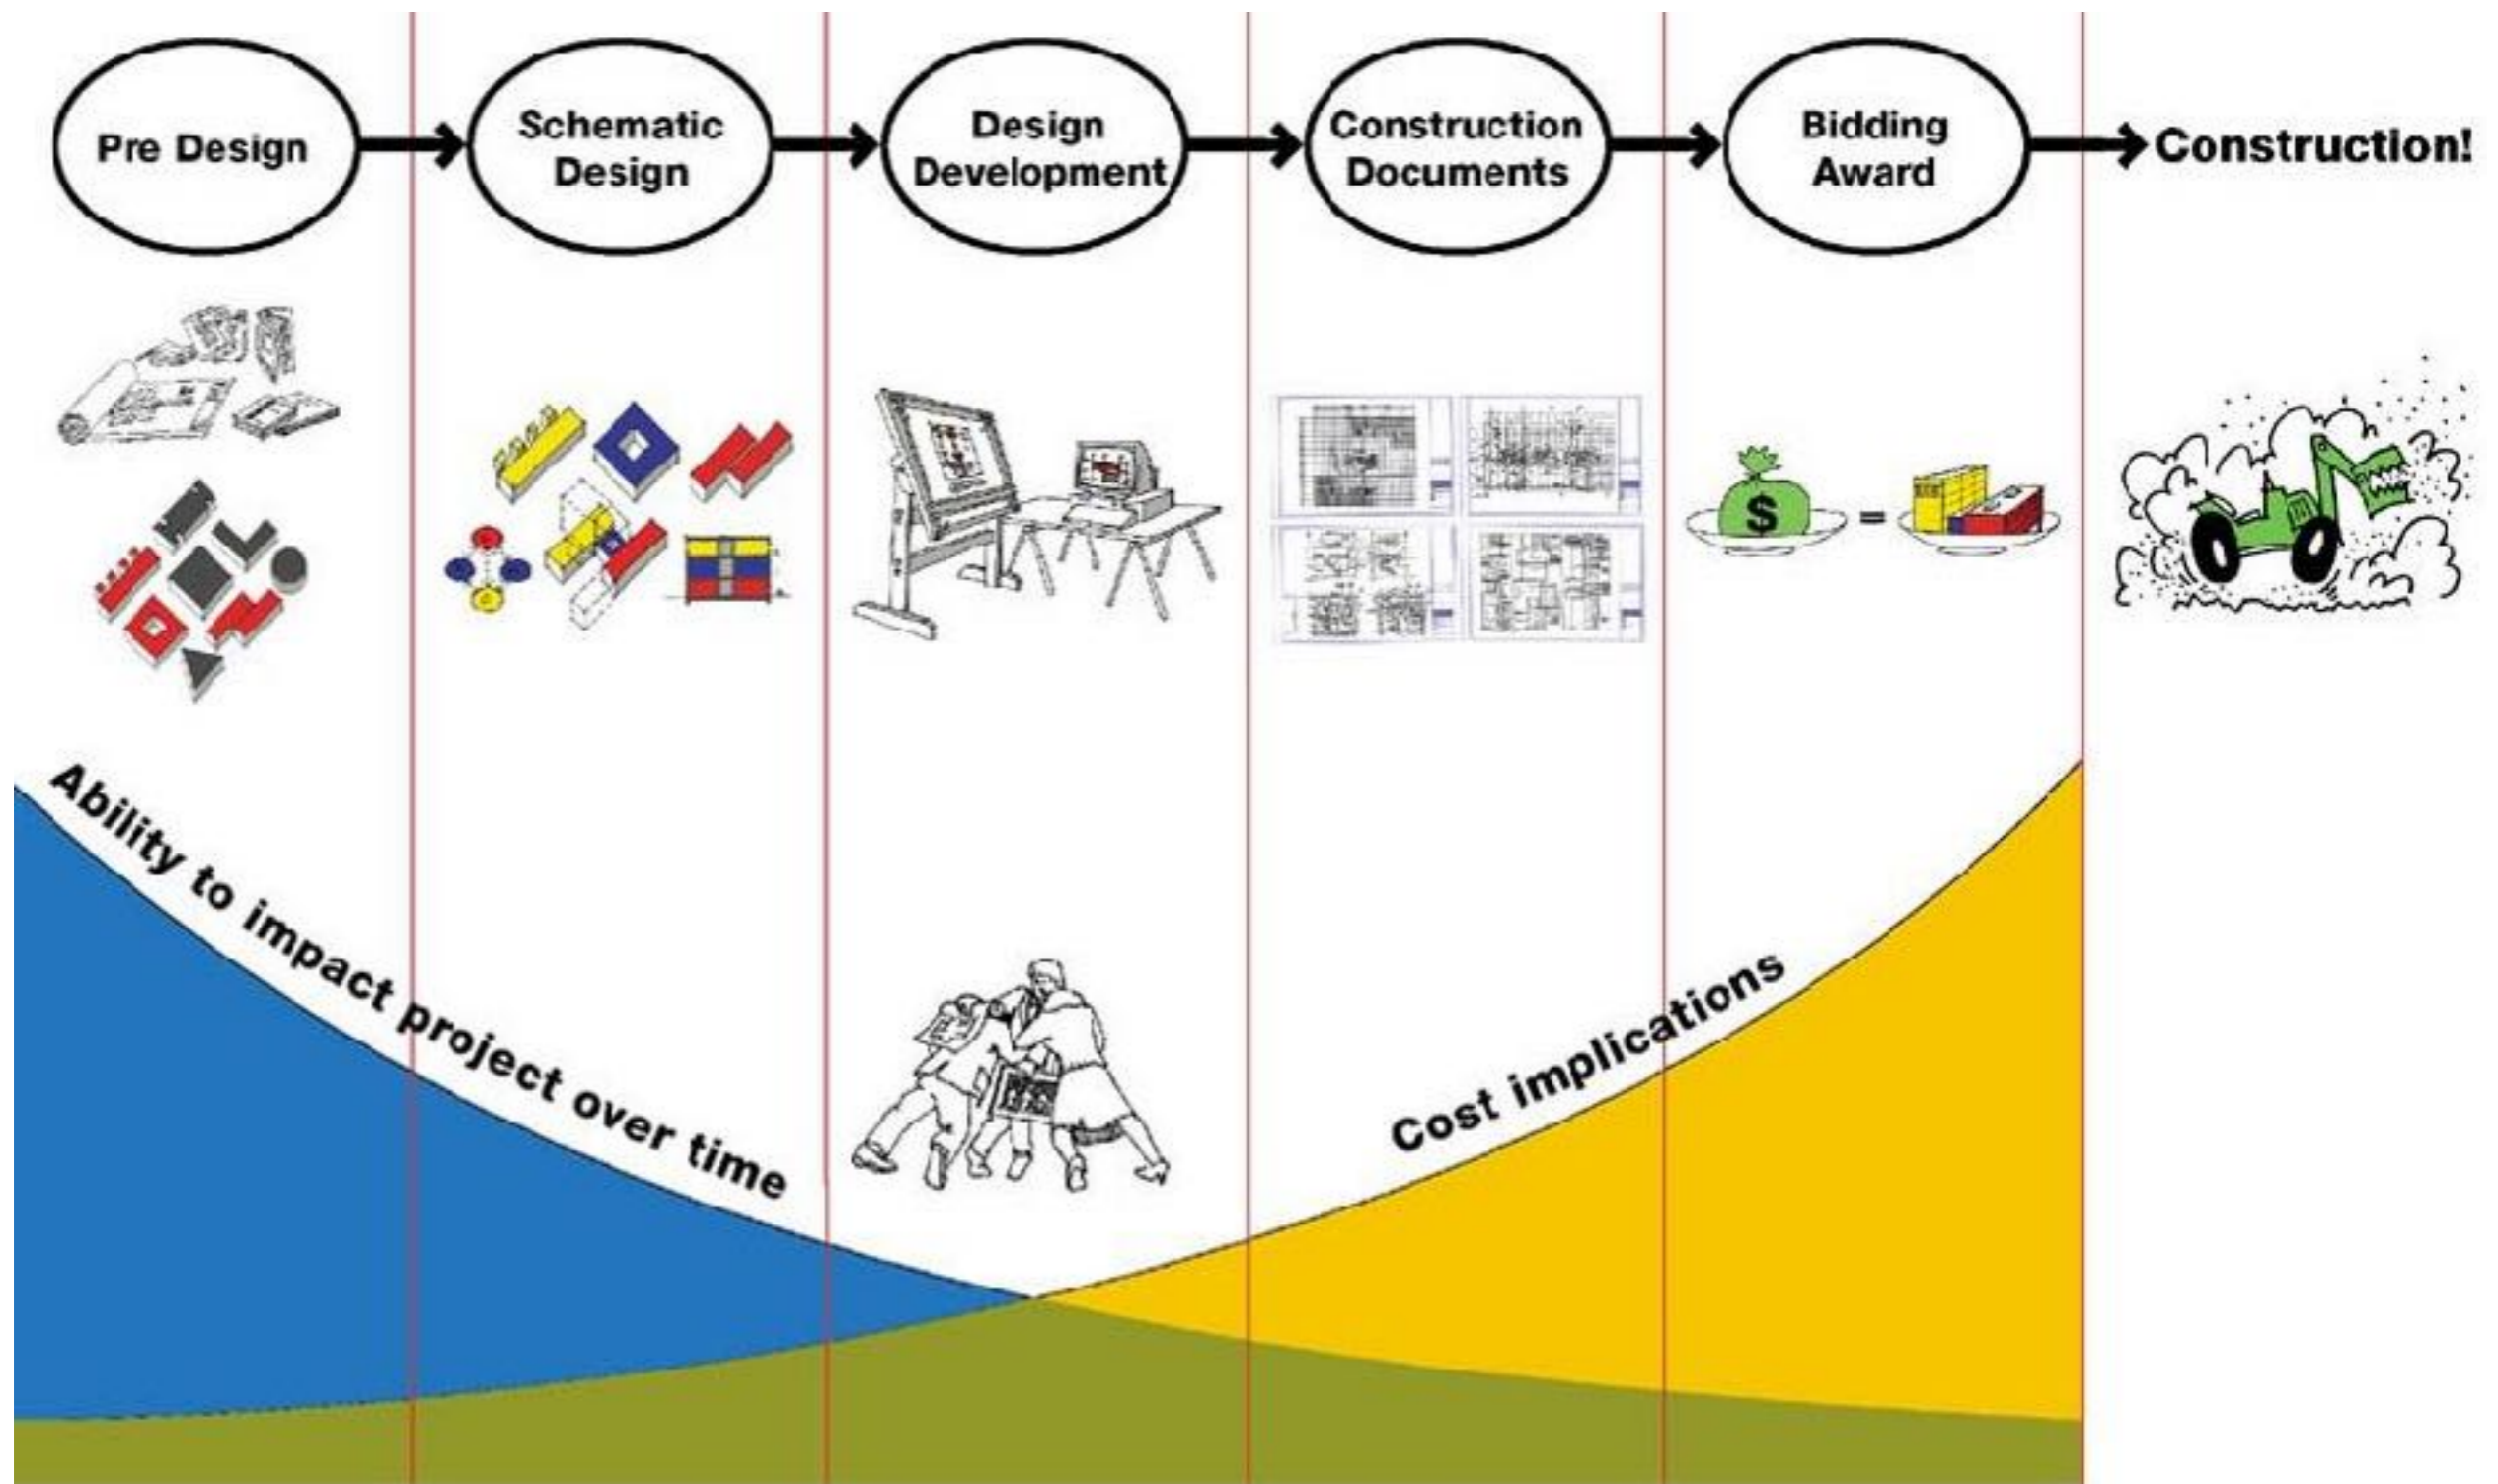 Pre Design
Schematic
Design
Design
Development
Construction
Documents
Bidding
Award
Construction!
$
=
Ability to impact project over time
Cost implications